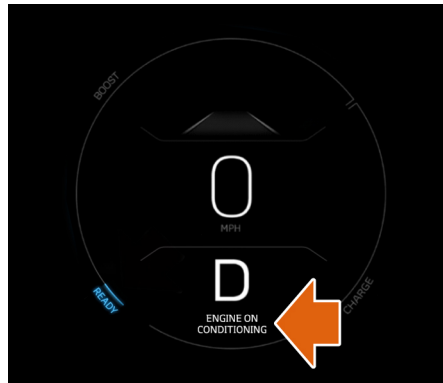 BOOST
0
MPH
D
READY
ENGINE ON
CONDITIONING
CHARGE